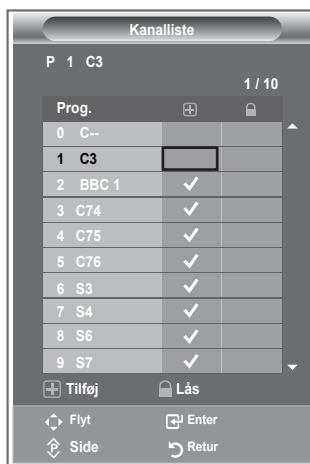 Kanalliste
P 1 C3
1 / 10
Prog.
0 C--
1 C3
2 BBC 1
3 C74
4 C75
5 C76
6 S3
7 S4
8 S6
9 S7
Tilføj Lås
Flyt Enter
P Side Retur